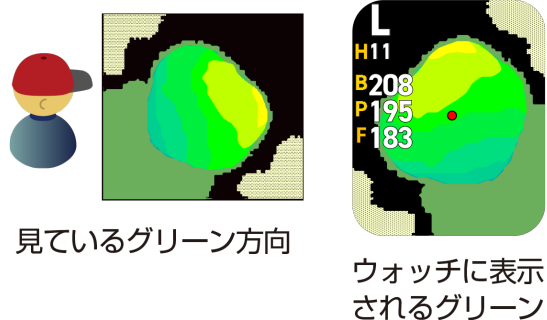 L
H11
B208
P195
F183
見ているグリーン方向
ウォッチに表示
されるグリーン